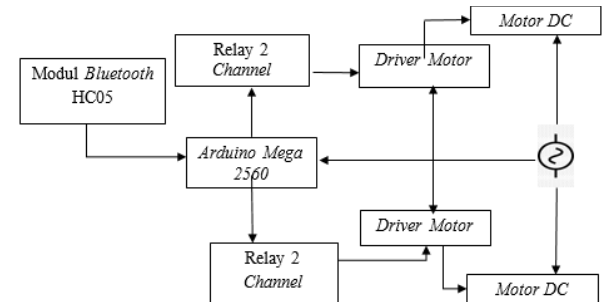 Motor DC
Relay 2
Channel
Driver Motor
Modul Bluetooth
HC05
Arduino Mega
2560
Driver Motor
Relay 2
Channel
Motor DC